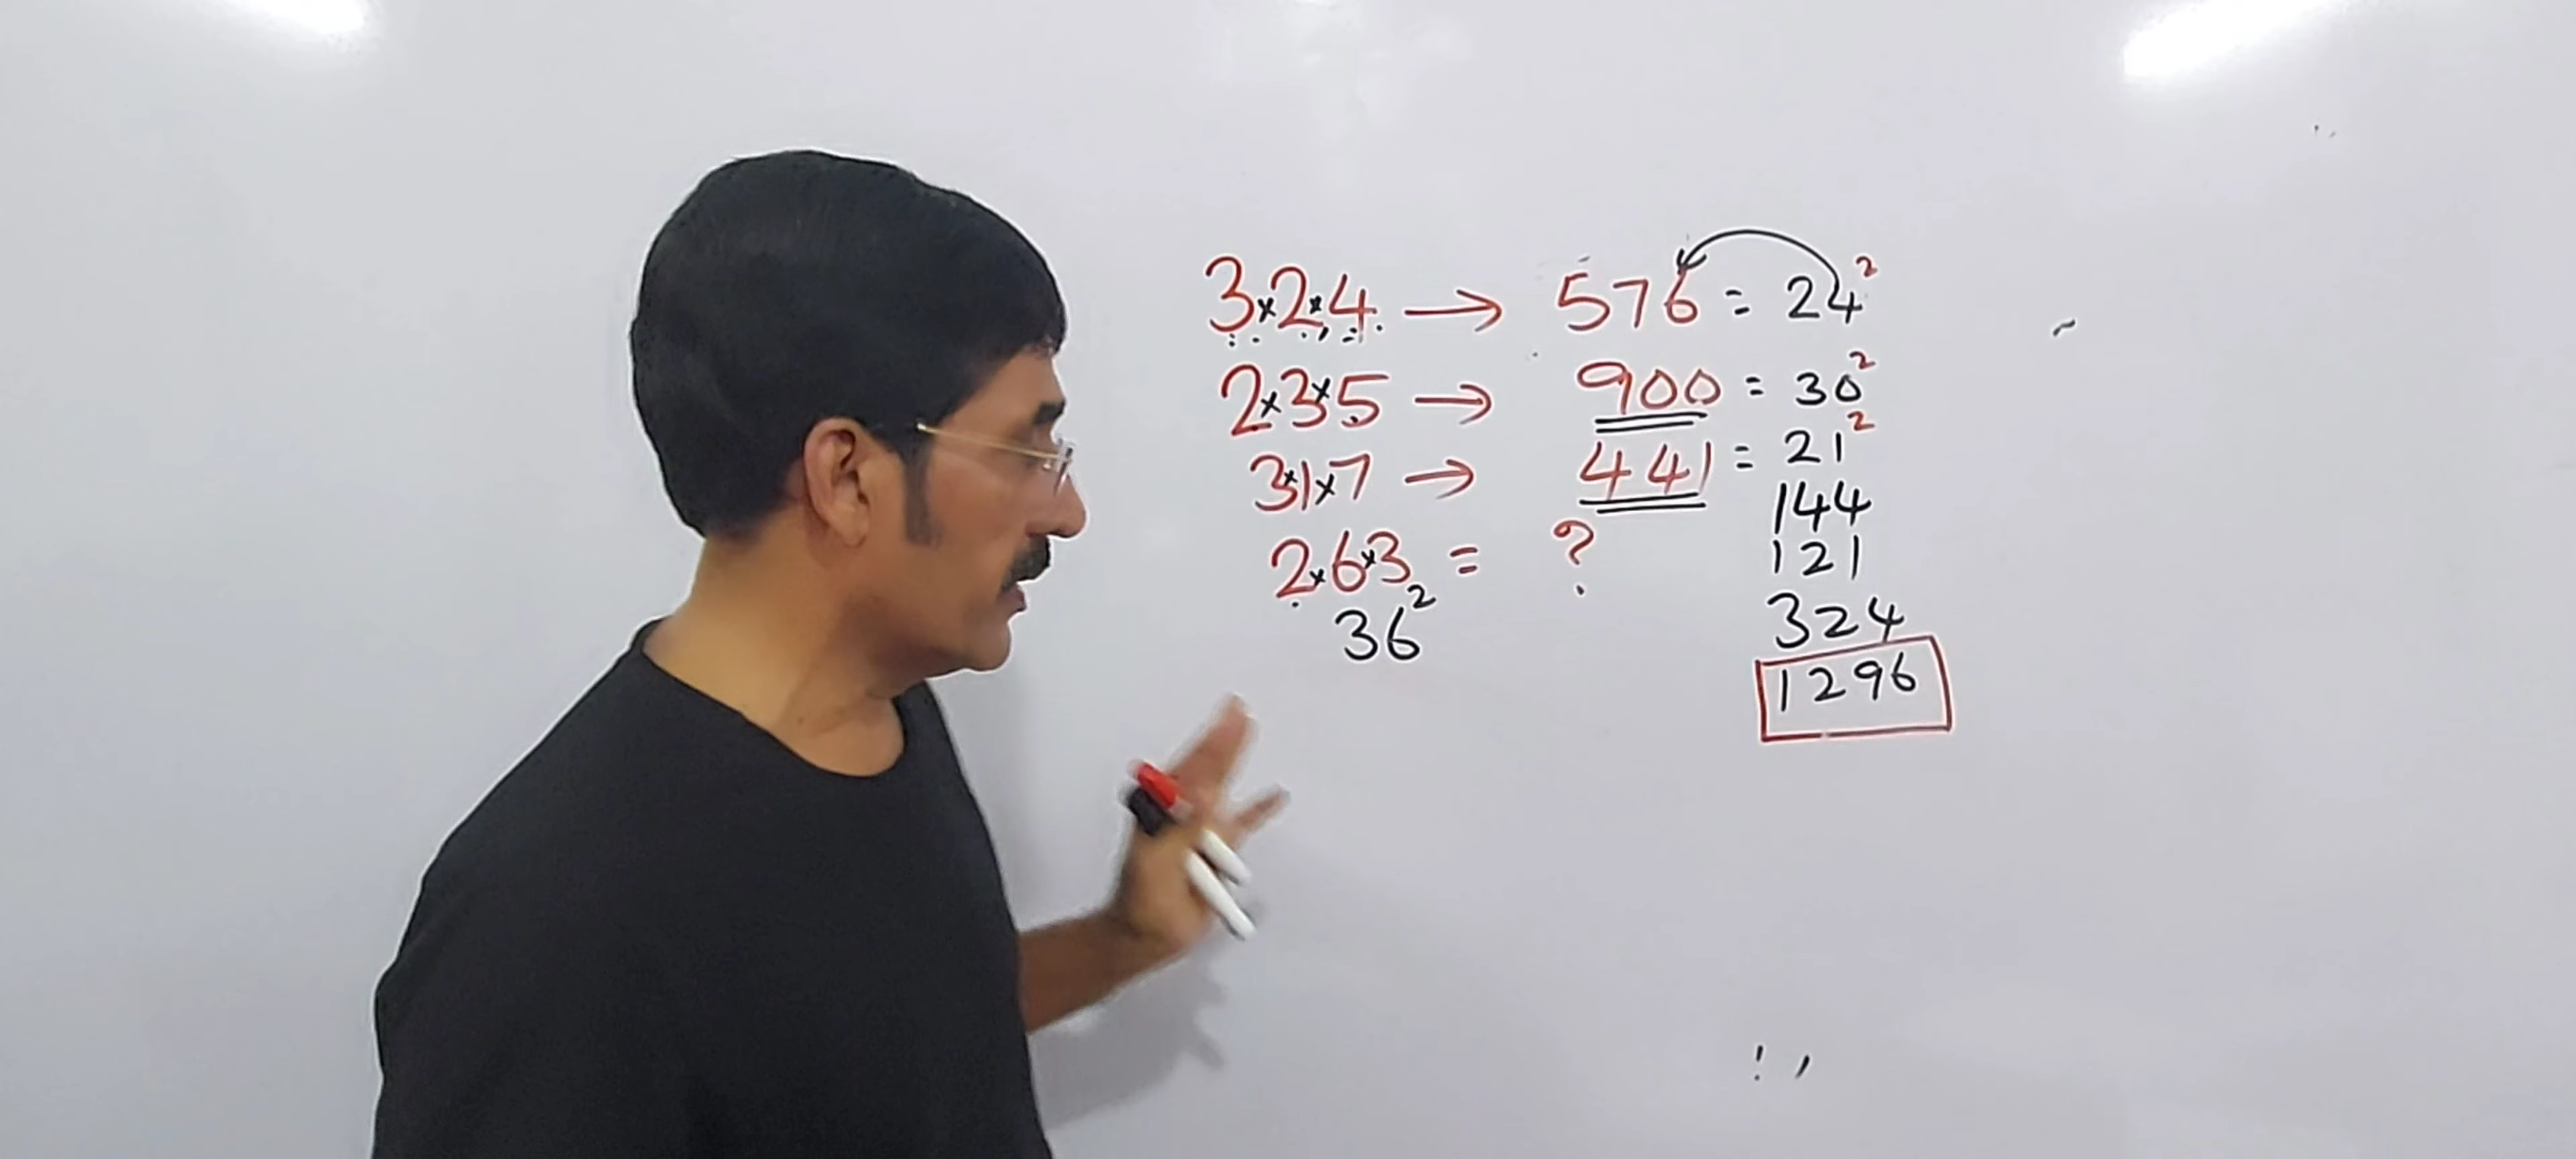 3×2×4 → 576 = 24²
2×3×5 → 900 = 30²
3×1×7 → 441 = 21²
144
2×6×3 = ?
121
36²
324
1296